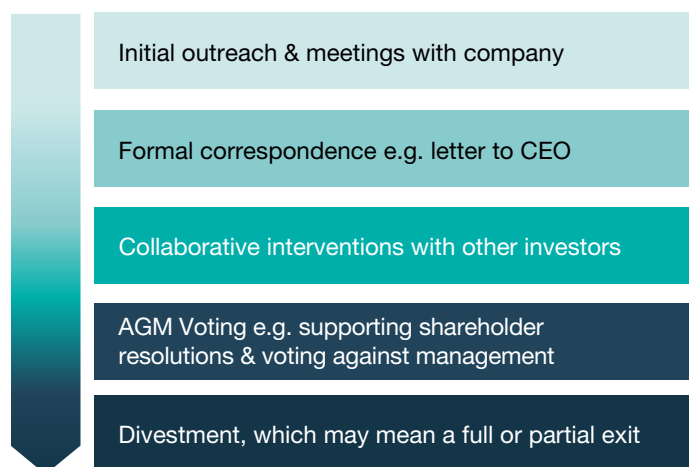 Initial outreach & meetings with company
Formal correspondence e.g. letter to CEO
Collaborative interventions with other investors
AGM Voting e.g. supporting shareholder
resolutions & voting against management
Divestment, which may mean a full or partial exit